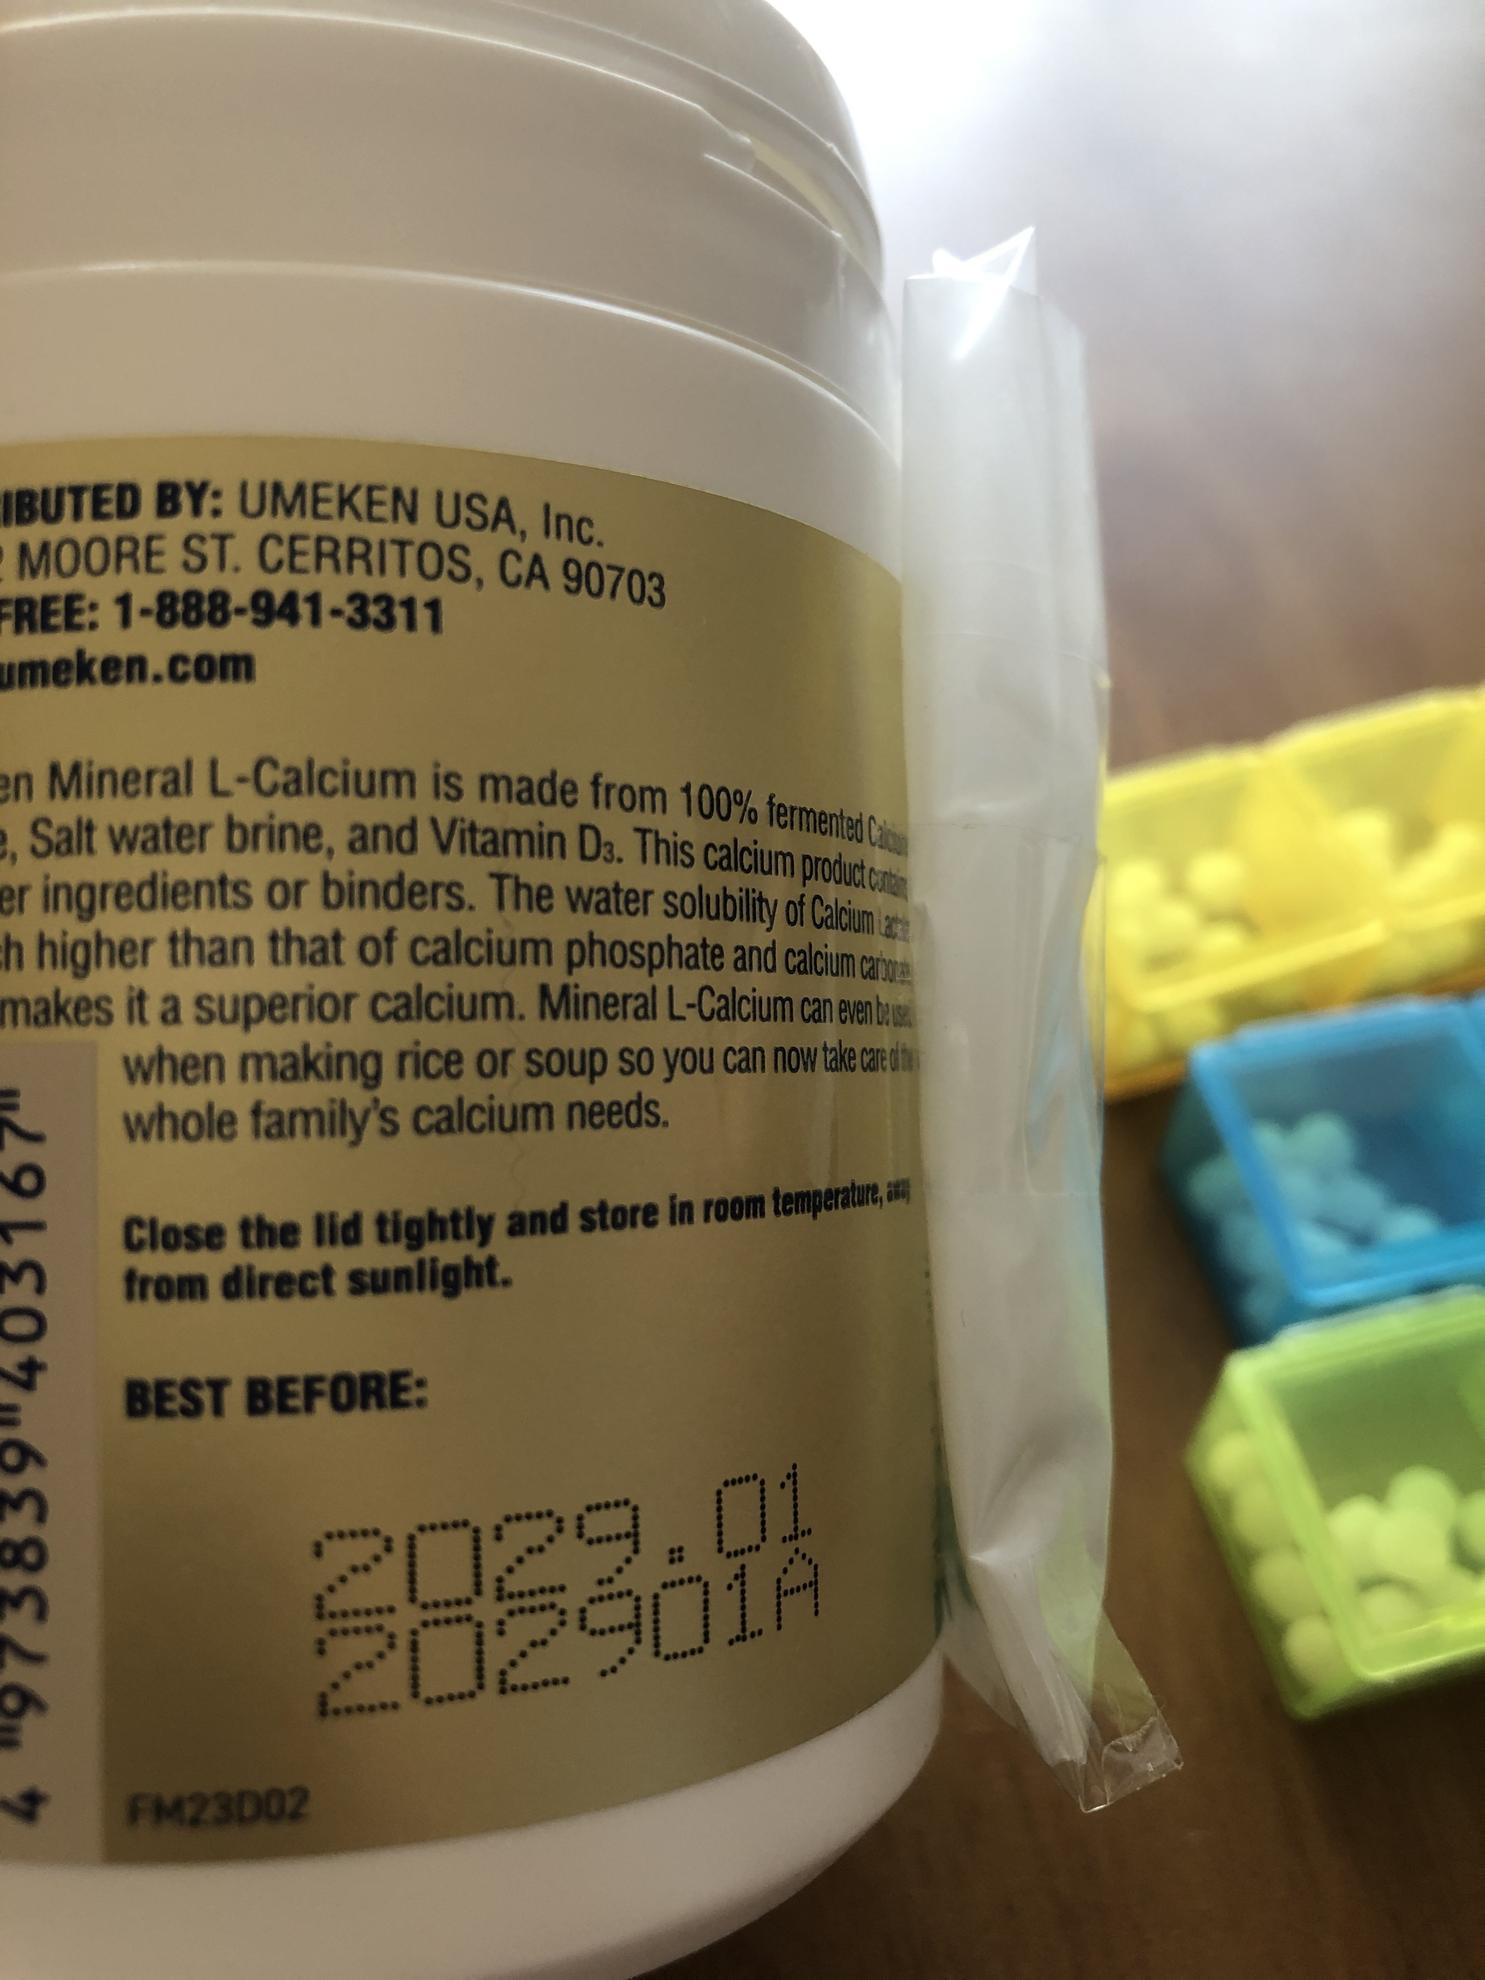 IBUTED BY: UMEKEN USA, Inc.
MOORE ST. CERRITOS, CA 90703
FREE: 1-888-941-3311
umeken.com
en Mineral L-Calcium is made from 100% fermented
e, Salt water brine, and Vitamin D3. This calcium product
er ingredients or binders. The water solubility of Calcium
h higher than that of calcium phosphate and calcium carbonate
makes it a superior calcium. Mineral L-Calcium can even be used
when making rice or soup so you can now take care of the
whole family's calcium needs.
Close the lid tightly and store in room temperature, away
from direct sunlight.
BEST BEFORE:
2029.01
202901A
FM23D02
4 "973839"403167"